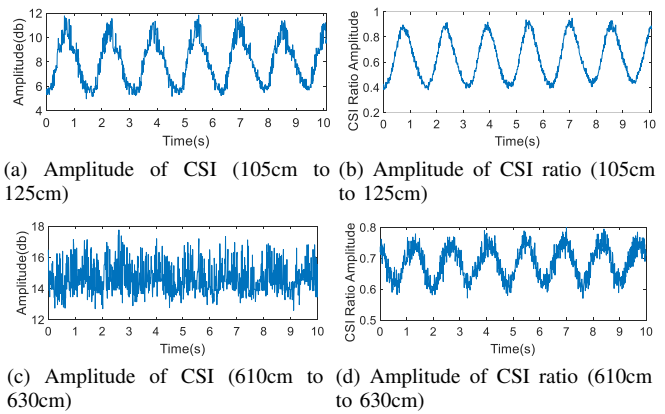 12
10
8
6
4
Amplitude(db)
0 1 2 3 4 5 6 7 8 9 10
Time(s)
1
0.8
0.6
0.4
0.2
CSI Ratio Amplitude
0 1 2 3 4 5 6 7 8 9 10
Time(s)
(a) Amplitude of CSI (105cm to
125cm)
(b) Amplitude of CSI ratio (105cm
to 125cm)
18
16
14
12
Amplitude(db)
0 1 2 3 4 5 6 7 8 9 10
Time(s)
0.8
0.7
0.6
0.5
CSI Ratio Amplitude
0 1 2 3 4 5 6 7 8 9 10
Time(s)
(c) Amplitude of CSI (610cm to
630cm)
(d) Amplitude of CSI ratio (610cm
to 630cm)